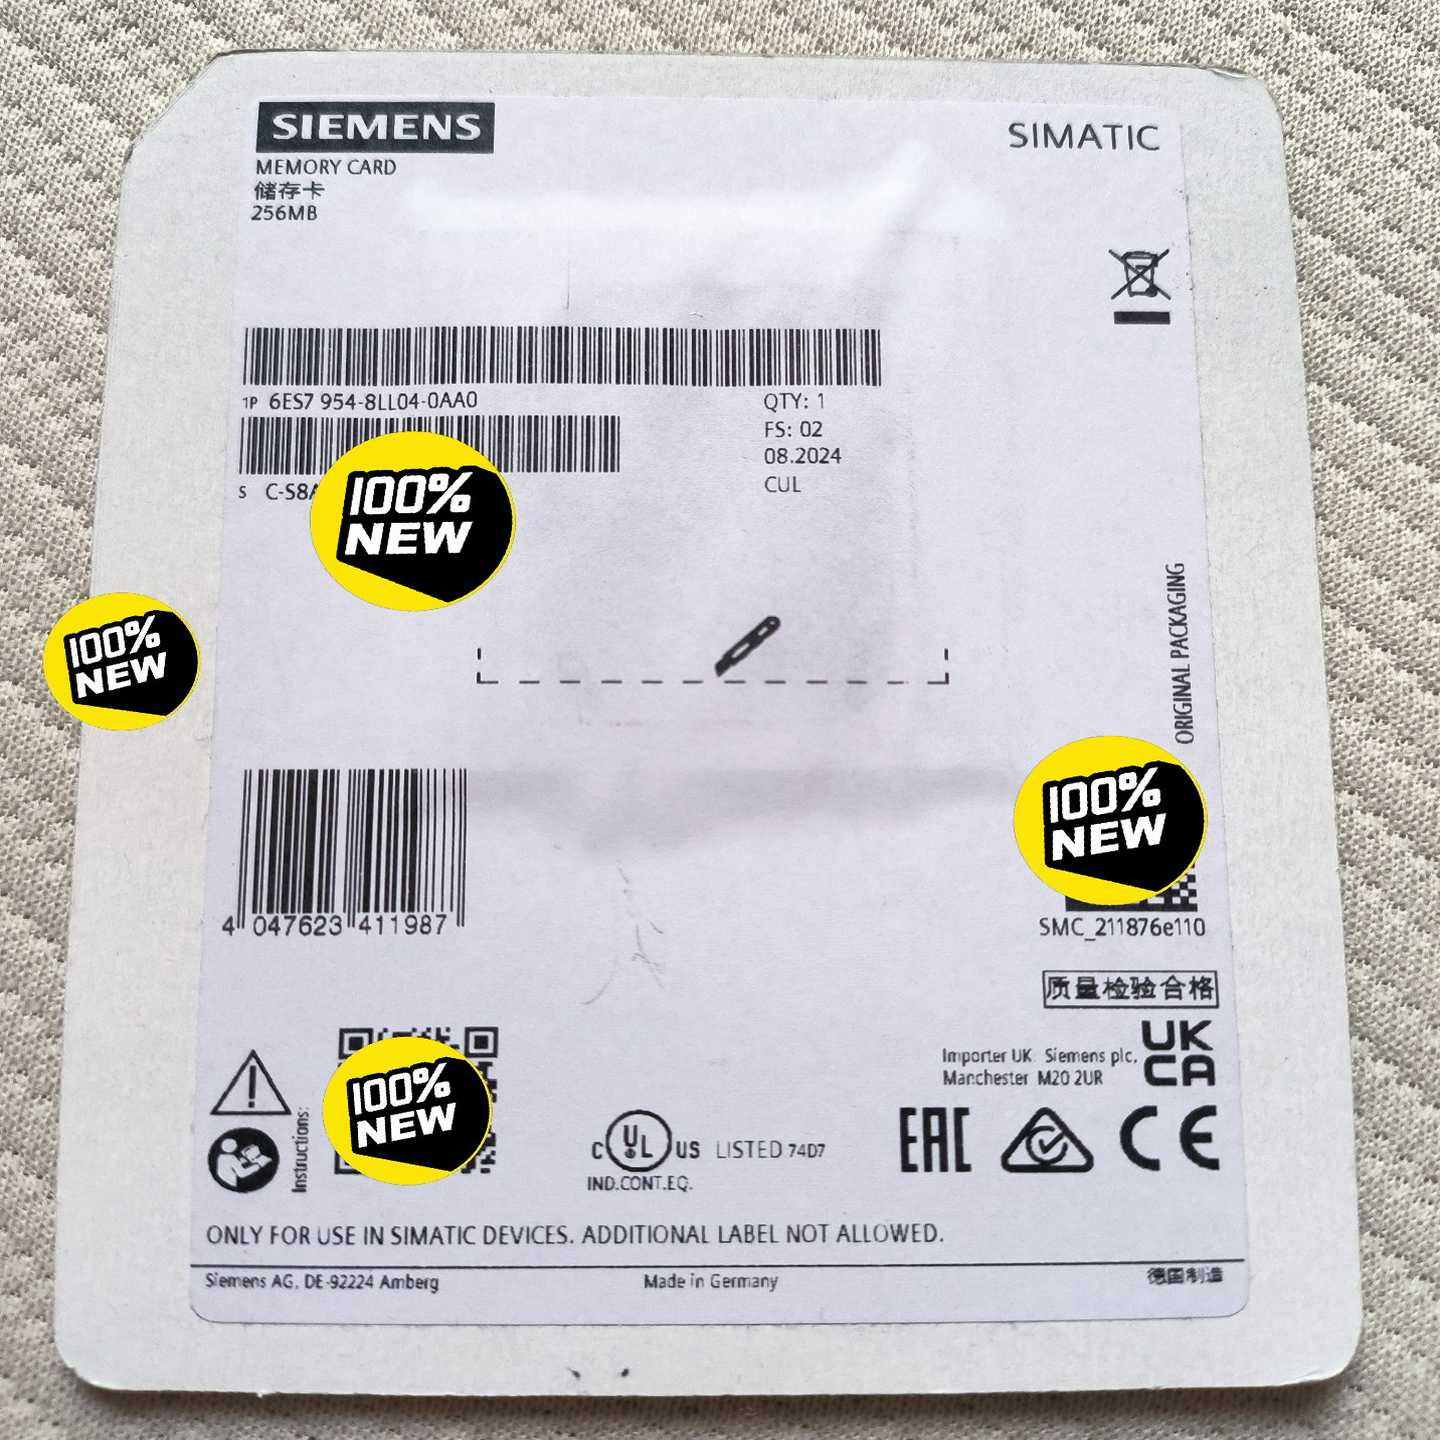 SIEMENS
SIMATIC
MEMORY CARD
储存卡
256MB
1P 6ES7 954-8LL04-0AA0
QTY: 1
FS: 02
08.2024
S C-S8A
CUL
100%
NEW
100%
NEW
ORIGINAL PACKAGING
100%
NEW
4 047623 411987
SMC_211876e110
质量检验合格
UK
CA
Importer UK: Siemens plc,
Manchester M20 2UR
100%
NEW
Instructions:
C UL US LISTED 74D7
IND.CONT.EQ.
EAC
CE
ONLY FOR USE IN SIMATIC DEVICES. ADDITIONAL LABEL NOT ALLOWED.
Siemens AG, DE-92224 Amberg
Made in Germany
德国制造